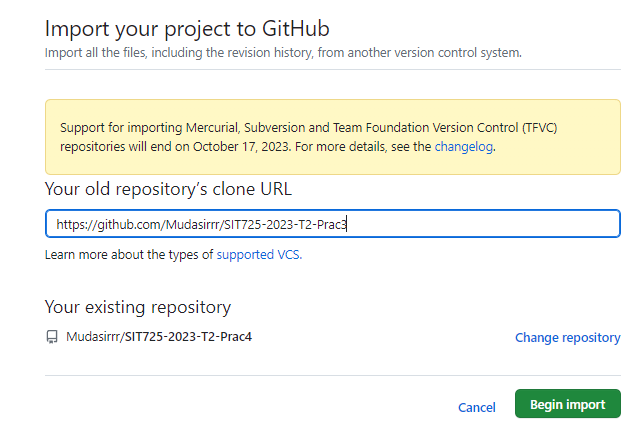 Import your project to GitHub
Import all the files, including the revision history, from another version control system.
Support for importing Mercurial, Subversion and Team Foundation Version Control (TFVC)
repositories will end on October 17, 2023. For more details, see the changelog.
Your old repository's clone URL
https://github.com/Mudasirrr/SIT725-2023-T2-Prac3
Learn more about the types of supported VCS.
Your existing repository
Mudasirrr/SIT725-2023-T2-Prac4
Change repository
Cancel
Begin import